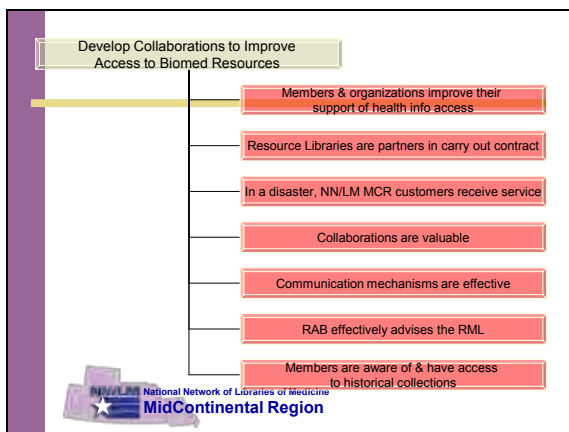 Develop Collaborations to Improve
Access to Biomed Resources
Members & organizations improve their
support of health info access
Resource Libraries are partners in carry out contract
In a disaster, NN/LM MCR customers receive service
Collaborations are valuable
Communication mechanisms are effective
RAB effectively advises the RML
Members are aware of & have access
to historical collections
NN/LM
National Network of Libraries of Medicine
MidContinental Region